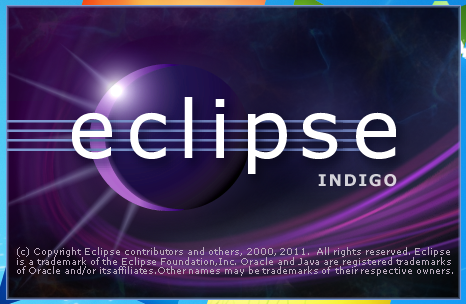 eclipse
INDIGO
(c) Copyright Eclipse contributors and others, 2000, 2011. All rights reserved. Eclipse
is a trademark of the Eclipse Foundation,Inc. Oracle and Java are registered trademarks
of Oracle and/or itsaffiliates.Other names may be trademarks of their respective owners.